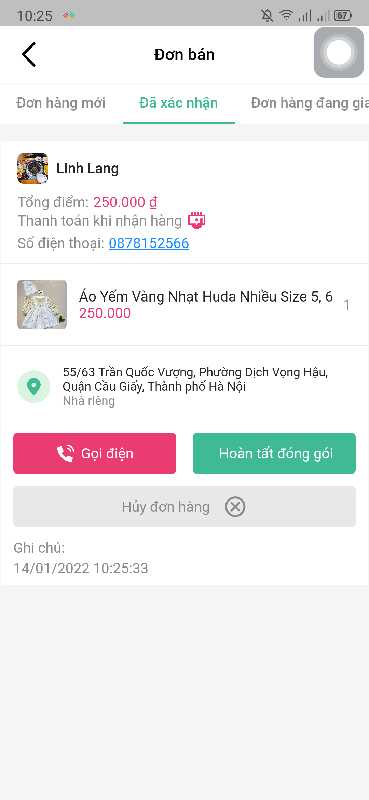 10:25
67
Đơn bán
Đơn hàng mới
Đã xác nhận
Đơn hàng đang gia
Linh Lang
Tổng điểm: 250.000 ₫
Thanh toán khi nhận hàng
Số điện thoại: 0878152566
Áo Yếm Vàng Nhạt Huda Nhiều Size 5, 6
1
250.000
55/63 Trần Quốc Vượng, Phường Dịch Vọng Hậu,
Quận Cầu Giấy, Thành phố Hà Nội
Nhà riêng
Gọi điện
Hoàn tất đóng gói
Hủy đơn hàng
Ghi chú:
14/01/2022 10:25:33